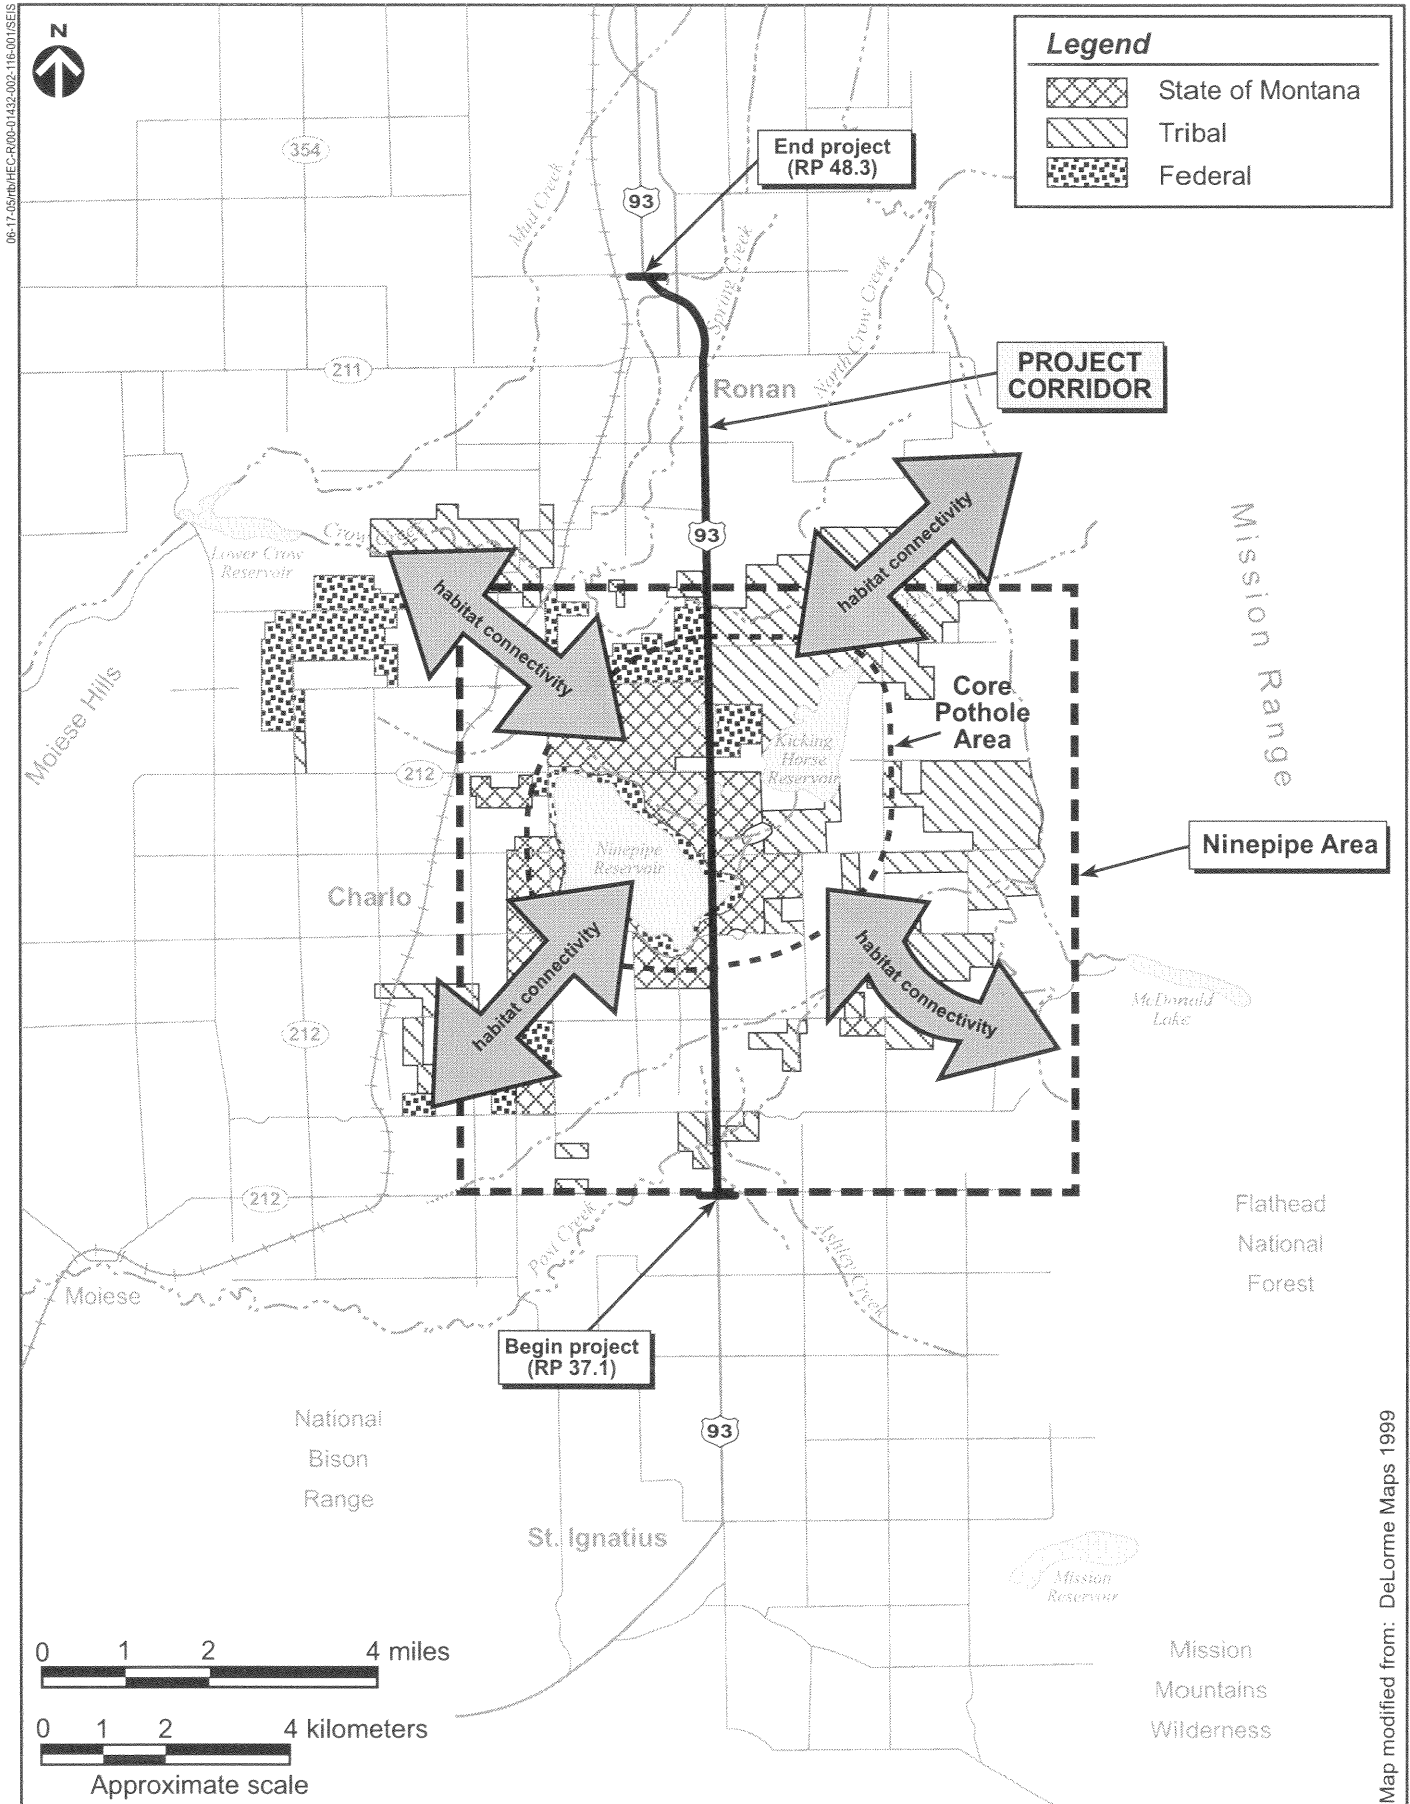 06-17-05/rtb/HEC-R/00-01432-002-116-001/SEIS
N
Legend
State of Montana
Tribal
Federal
354
End project
(RP 48.3)
93
Mud Creek
Spring Creek
North Crow Creek
211
Ronan
PROJECT
CORRIDOR
93
Crow Creek
Lower Crow
Reservoir
habitat connectivity
habitat connectivity
Mission Range
Moiese Hills
Core
Pothole
Area
Kicking
Horse
Reservoir
212
Ninepipe Area
Ninepipe
Reservoir
Charlo
habitat connectivity
habitat connectivity
McDonald
Lake
212
212
Post Creek
Ashley Creek
Flathead
National
Forest
Moiese
Begin project
(RP 37.1)
National
Bison
Range
93
St. Ignatius
Mission
Reservoir
Mission
Mountains
Wilderness
0 1 2 4 miles
0 1 2 4 kilometers
Approximate scale
Map modified from: DeLorme Maps 1999